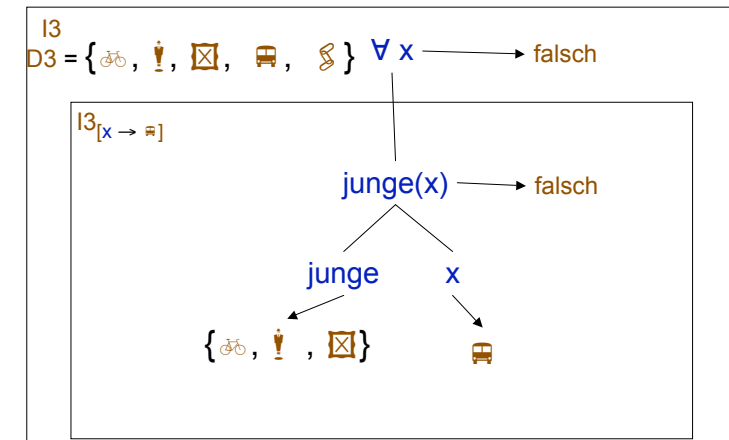 I3
D3 = { 🚲, , , 🚍, } ∀ x falsch
I3[x → 🚍]
junge(x) falsch
junge x
{ 🚲, , } 🚍